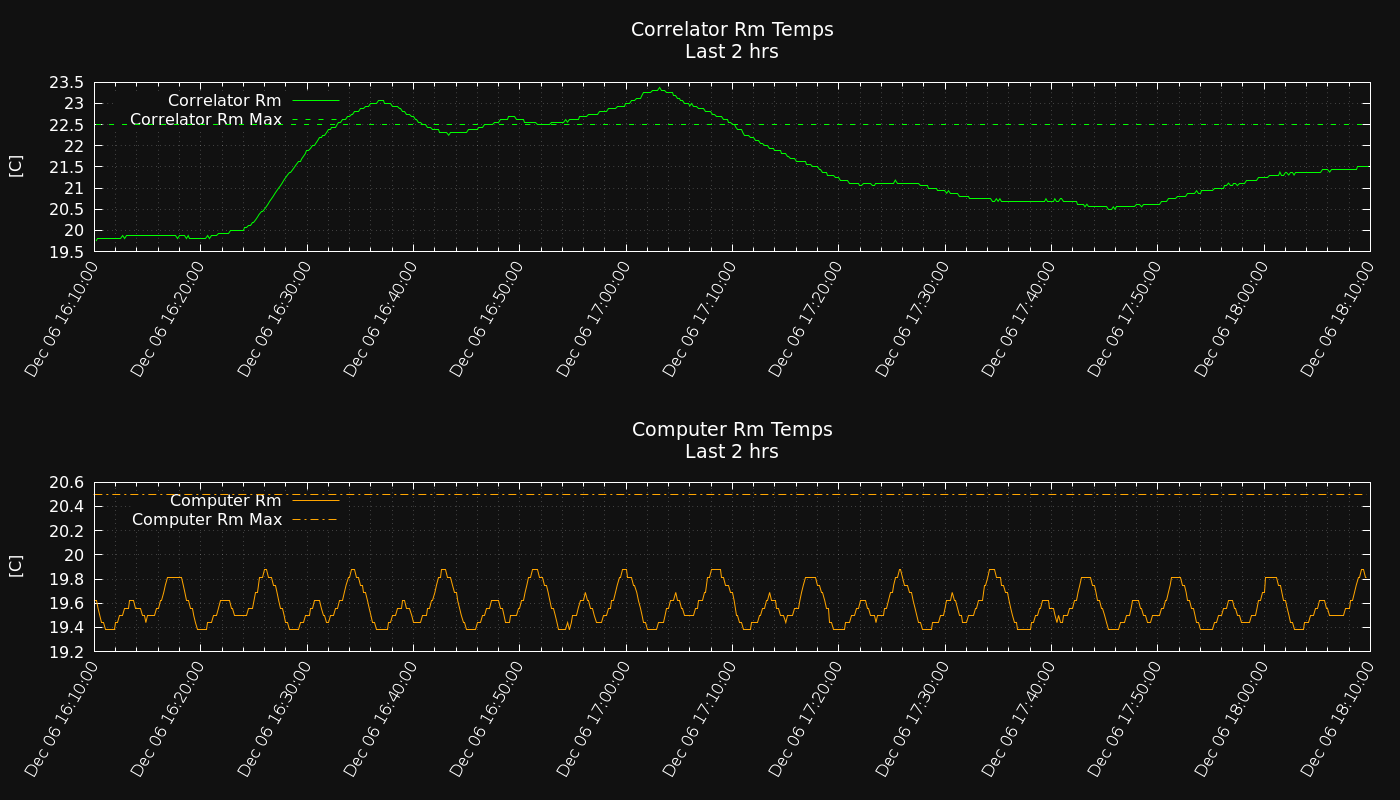 Correlator Rm Temps
Last 2 hrs
23.5
23
22.5
22
21.5
21
20.5
20
19.5
[C]
Correlator Rm
Correlator Rm Max
Dec 06 16:10:00
Dec 06 16:20:00
Dec 06 16:30:00
Dec 06 16:40:00
Dec 06 16:50:00
Dec 06 17:00:00
Dec 06 17:10:00
Dec 06 17:20:00
Dec 06 17:30:00
Dec 06 17:40:00
Dec 06 17:50:00
Dec 06 18:00:00
Dec 06 18:10:00
Computer Rm Temps
Last 2 hrs
20.6
20.4
20.2
20
19.8
19.6
19.4
19.2
[C]
Computer Rm
Computer Rm Max
Dec 06 16:10:00
Dec 06 16:20:00
Dec 06 16:30:00
Dec 06 16:40:00
Dec 06 16:50:00
Dec 06 17:00:00
Dec 06 17:10:00
Dec 06 17:20:00
Dec 06 17:30:00
Dec 06 17:40:00
Dec 06 17:50:00
Dec 06 18:00:00
Dec 06 18:10:00